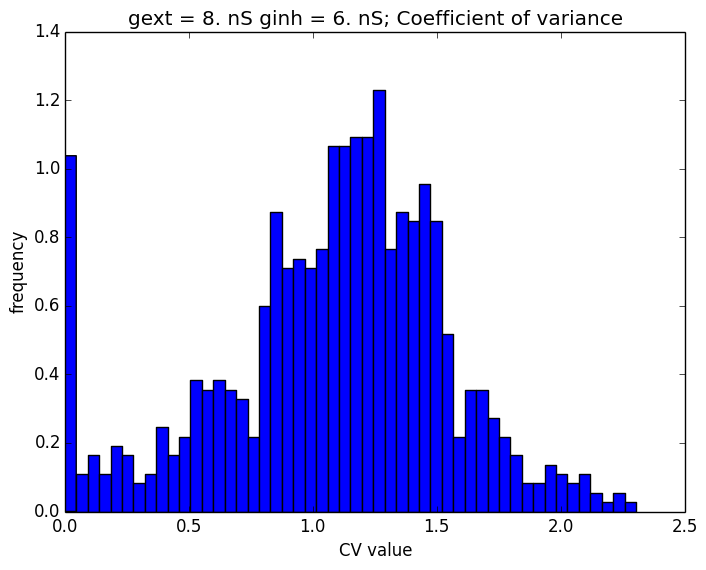 gext = 8. nS ginh = 6. nS; Coefficient of variance
1.4
1.2
1.0
0.8
0.6
0.4
0.2
0.0
frequency
0.0 0.5 1.0 1.5 2.0 2.5
CV value